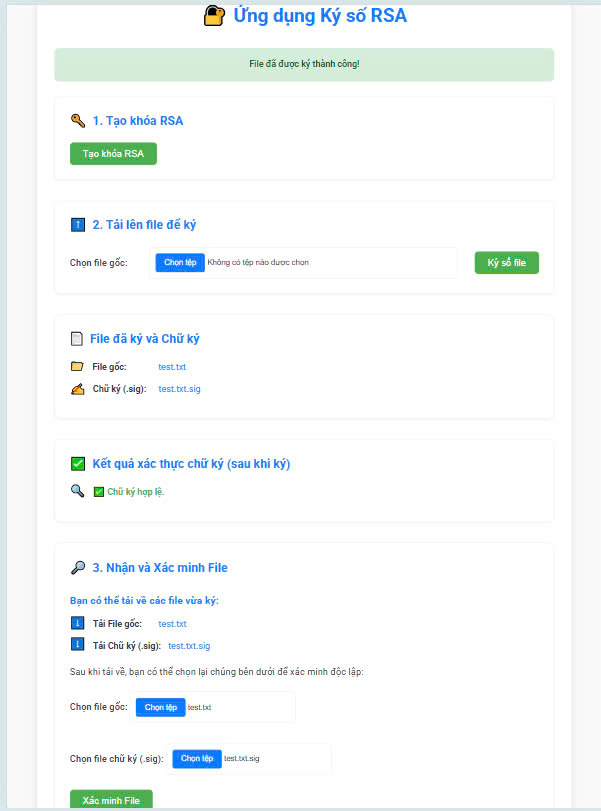 Ứng dụng Ký số RSA
File đã được ký thành công!
1. Tạo khóa RSA
Tạo khóa RSA
2. Tải lên file để ký
Chọn file gốc: Chọn tệp Không có tệp nào được chọn Ký số file
File đã ký và Chữ ký
File gốc: test.txt
Chữ ký (.sig): test.txt.sig
Kết quả xác thực chữ ký (sau khi ký)
Chữ ký hợp lệ.
3. Nhận và Xác minh File
Bạn có thể tải về các file vừa ký:
Tải File gốc: test.txt
Tải Chữ ký (.sig): test.txt.sig
Sau khi tải về, bạn có thể chọn lại chúng bên dưới để xác minh độc lập:
Chọn file gốc: Chọn tệp test.txt
Chọn file chữ ký (.sig): Chọn tệp test.txt.sig
Xác minh File